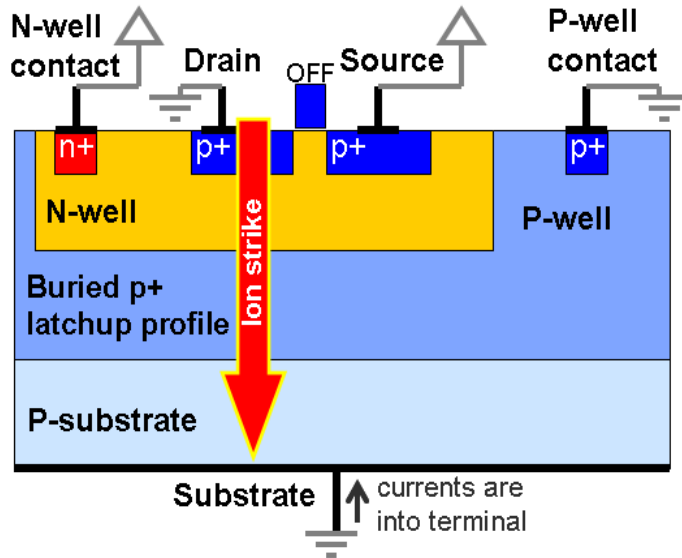 N-well
contact
Drain
OFF
Source
P-well
contact
n+
p+
p+
p+
N-well
P-well
Ion strike
Buried p+
latchup profile
P-substrate
Substrate
currents are
into terminal